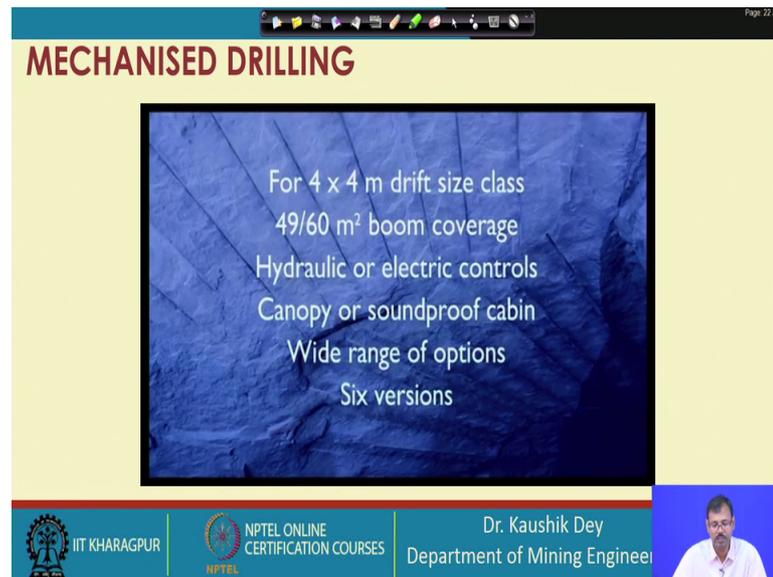 Page: 22
MECHANISED DRILLING
For 4 x 4 m drift size class
49/60 m² boom coverage
Hydraulic or electric controls
Canopy or soundproof cabin
Wide range of options
Six versions
IIT KHARAGPUR
NPTEL
NPTEL ONLINE
CERTIFICATION COURSES
Dr. Kaushik Dey
Department of Mining Engineer